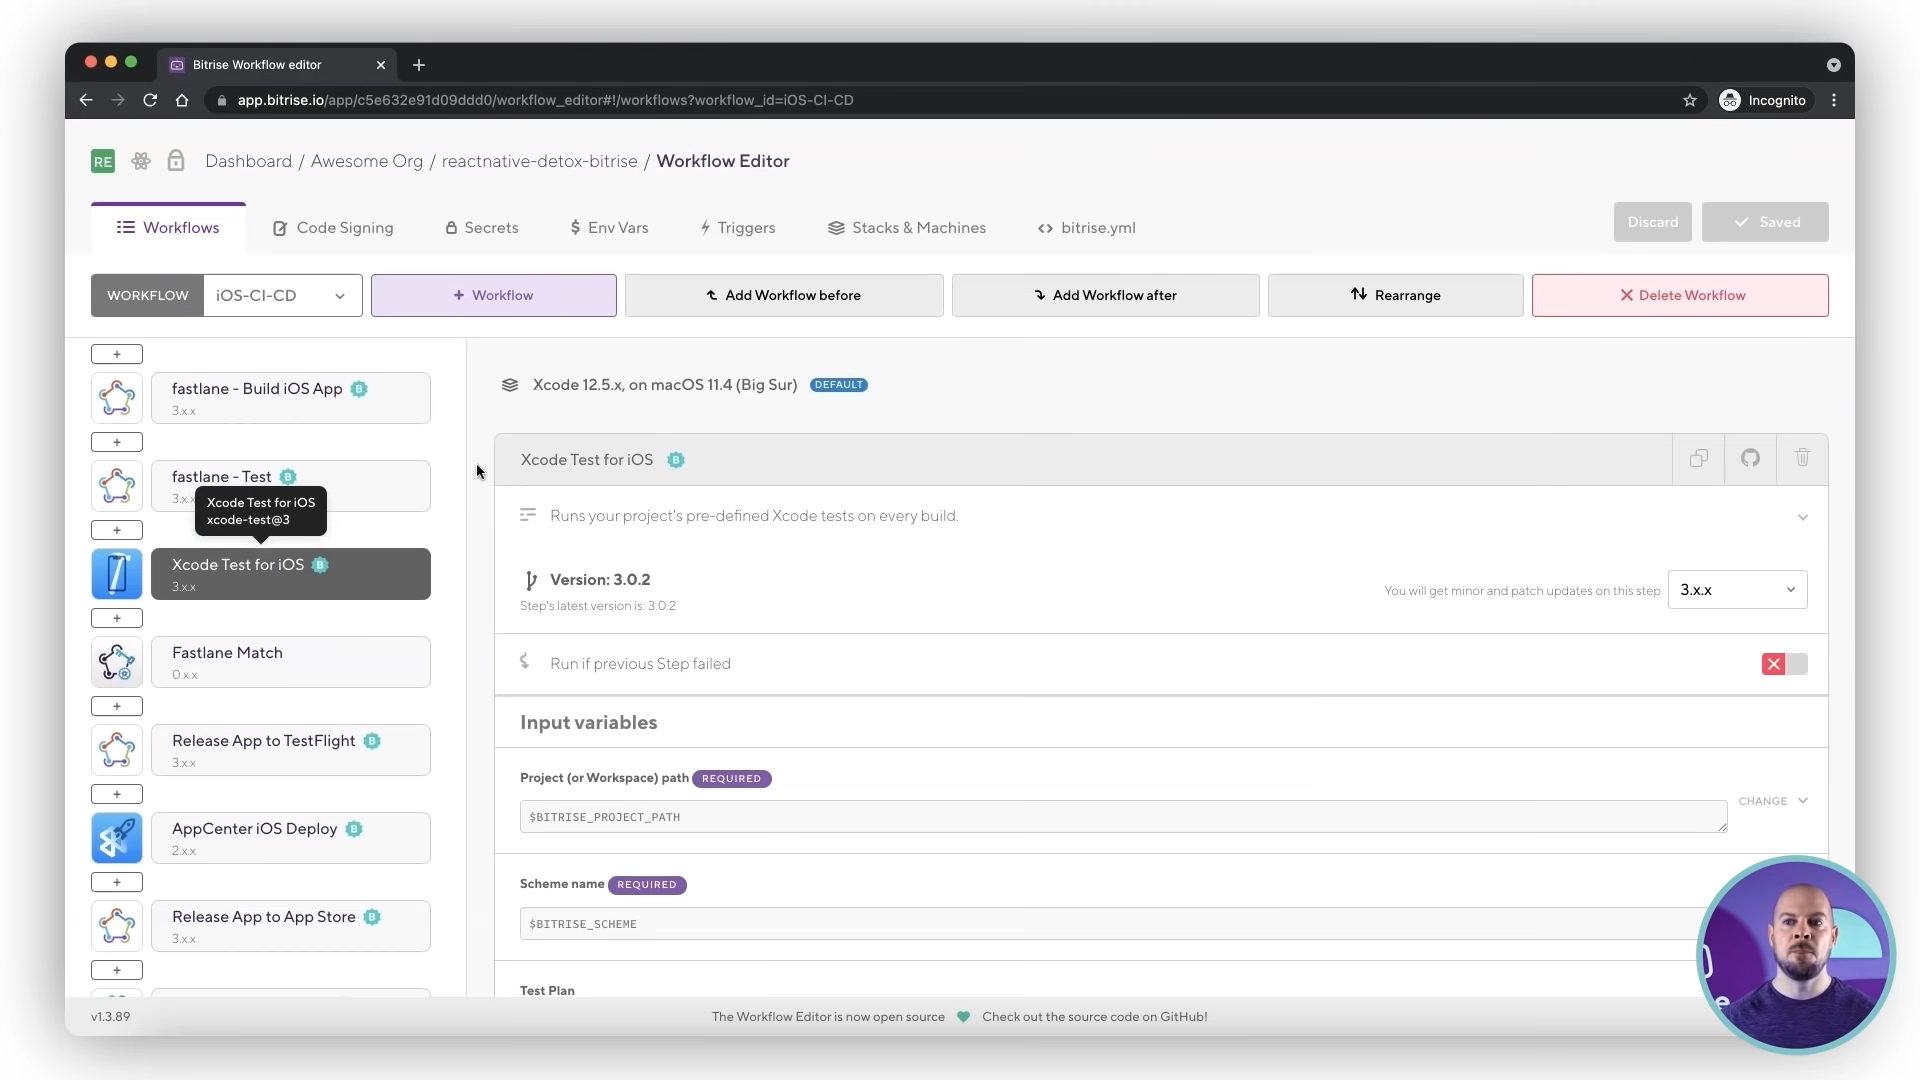 Bitrise Workflow editor
app.bitrise.io/app/c5e632e91d09ddd0/workflow_editor#!/workflows?workflow_id=iOS-CI-CD
Incognito
RE
Dashboard / Awesome Org / reactnative-detox-bitrise / Workflow Editor
Workflows
Code Signing
Secrets
$ Env Vars
Triggers
Stacks & Machines
<> bitrise.yml
Discard
Saved
WORKFLOW
iOS-CI-CD
+ Workflow
Add Workflow before
Add Workflow after
Rearrange
Delete Workflow
+
fastlane - Build iOS App B
3.x.x
+
fastlane - Test B
3.x.x
Xcode Test for iOS
xcode-test@3
+
Xcode Test for iOS B
3.x.x
+
Fastlane Match
0.x.x
+
Release App to TestFlight B
3.x.x
+
AppCenter iOS Deploy B
2.x.x
+
Release App to App Store B
3.x.x
+
Xcode 12.5.x, on macOS 11.4 (Big Sur) DEFAULT
Xcode Test for iOS B
Runs your project's pre-defined Xcode tests on every build.
Version: 3.0.2
Step's latest version is: 3.0.2
You will get minor and patch updates on this step
3.x.x
Run if previous Step failed
Input variables
Project (or Workspace) path REQUIRED
$BITRISE_PROJECT_PATH
CHANGE
Scheme name REQUIRED
$BITRISE_SCHEME
Test Plan
v1.3.89
The Workflow Editor is now open source
Check out the source code on GitHub!